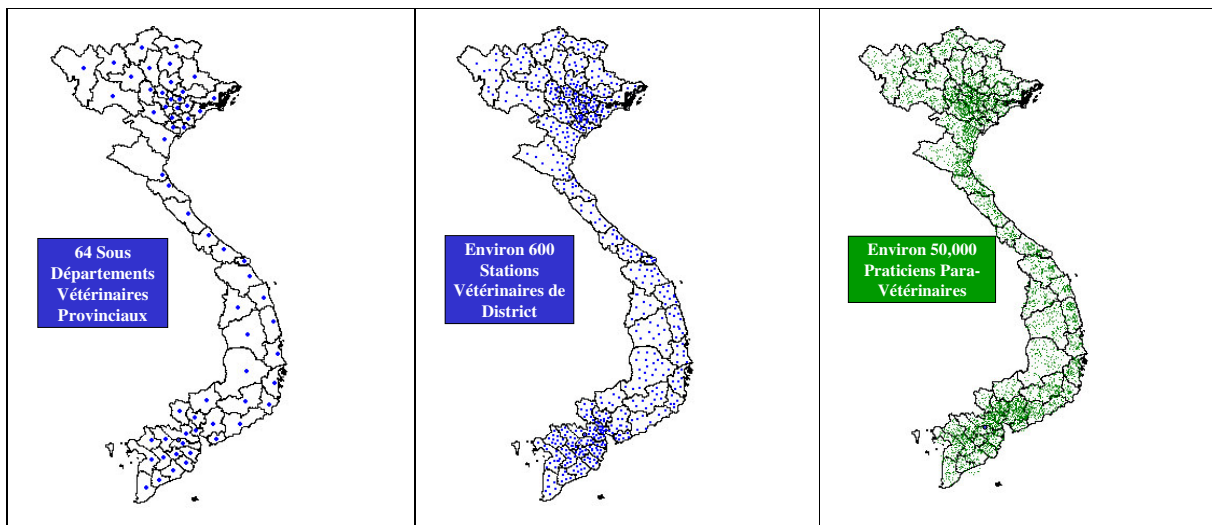 64 Sous
Départements
Vétérinaires
Provinciaux
Environ 600
Stations
Vétérinaires de
District
Environ 50,000
Praticiens Para-
Vétérinaires